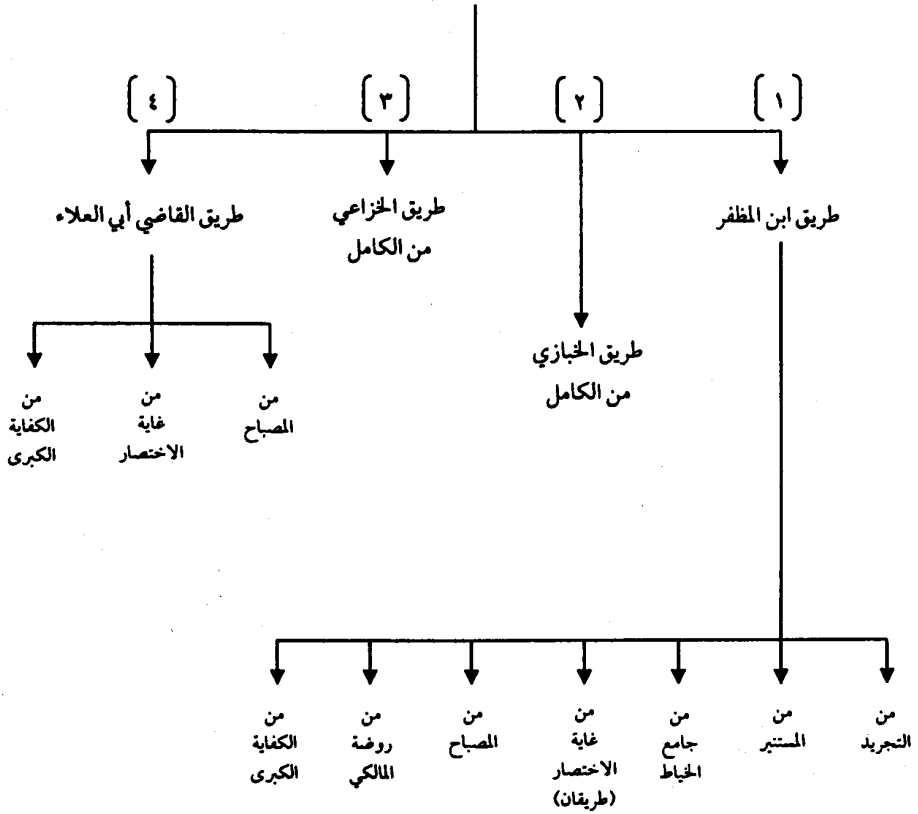 (١)
(٢)
(٣)
(٤)
طريق ابن المظفر
طريق الخبازي
من الكامل
طريق الخزاعي
من الكامل
طريق القاضي أبي العلاء
من
المصباح
من
غاية
الاختصار
من
الكفاية
الكبرى
من
التجريد
من
المستنير
من
جامع
الخياط
من
غاية
الاختصار
(طريقان)
من
المصباح
من
روضة
المالكي
من
الكفاية
الكبرى